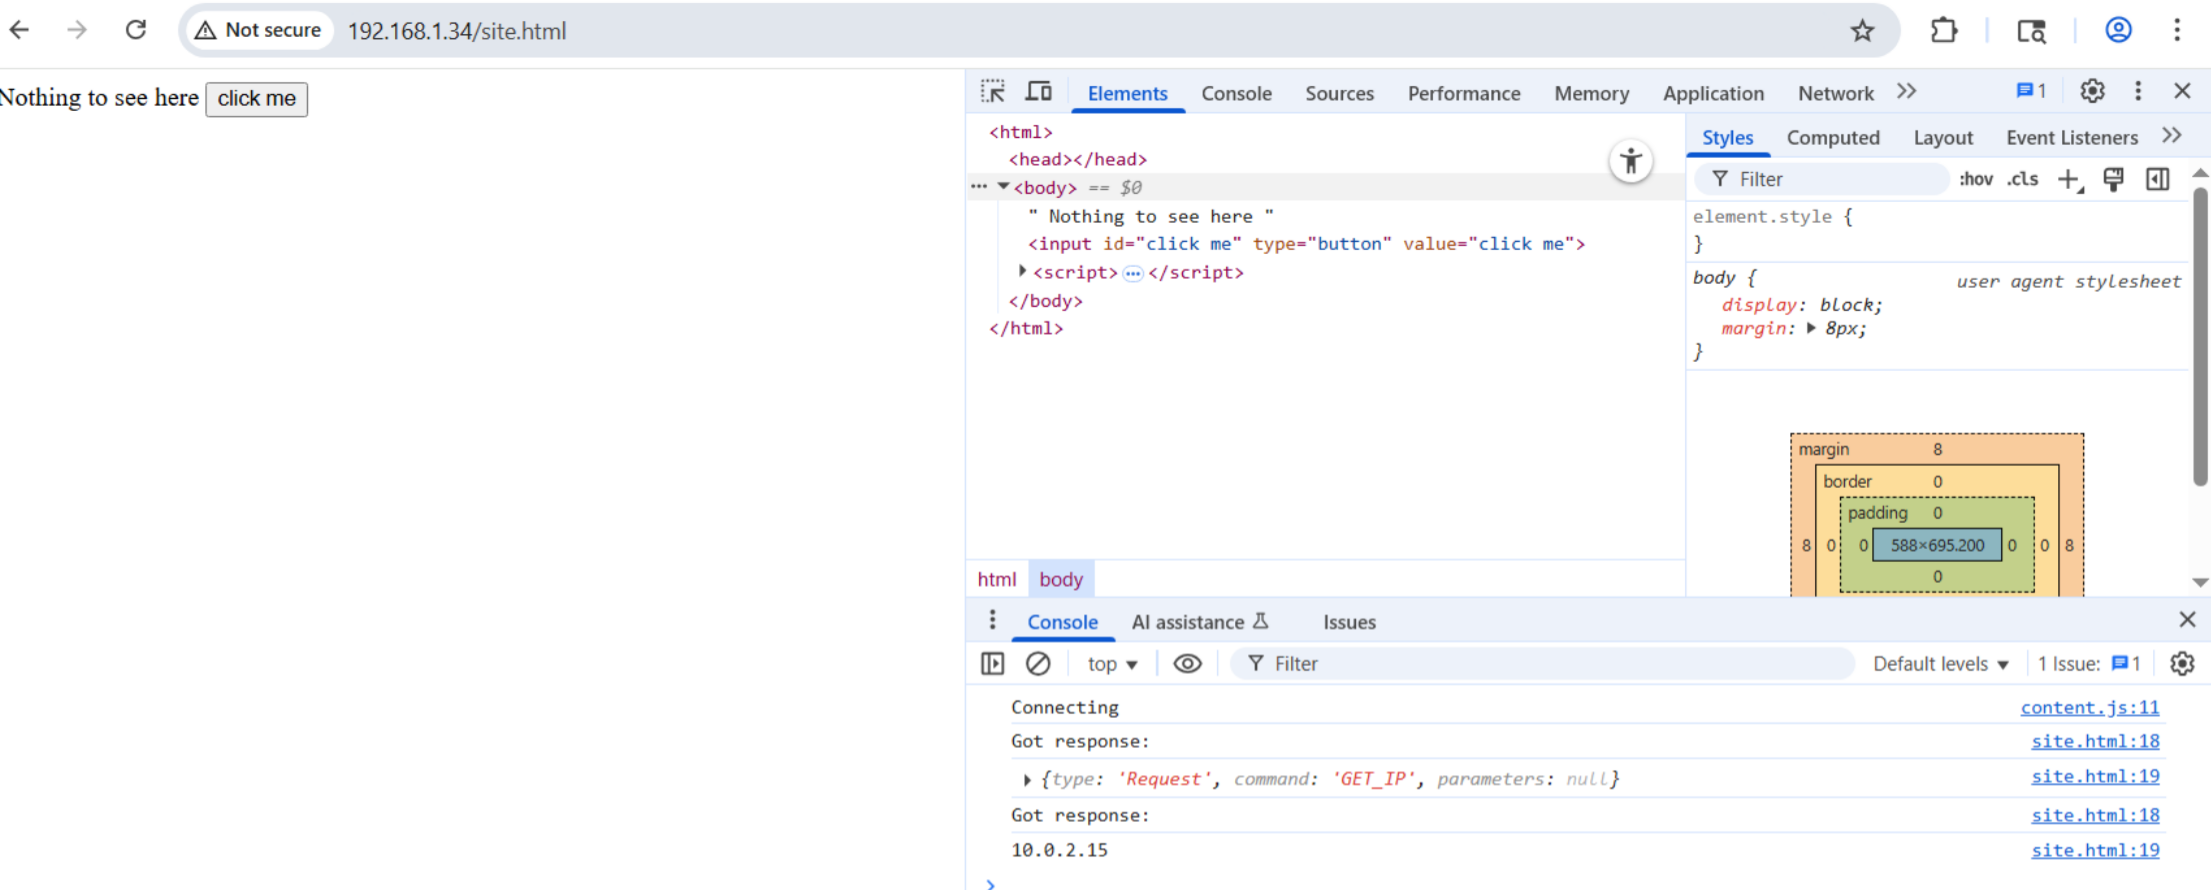 Not secure 192.168.1.34/site.html
Nothing to see here click me
Elements Console Sources Performance Memory Application Network 1
<html>
<head></head>
<body> == $0
" Nothing to see here "
<input id="click me" type="button" value="click me">
<script>…</script>
</body>
</html>
html body
Styles Computed Layout Event Listeners
Filter :hov .cls
element.style {
}
body { user agent stylesheet
display: block;
margin: 8px;
}
margin 8
border 0
padding 0
8 0 0 588×695.200 0 0 8
0
Console AI assistance Issues
top Filter Default levels 1 Issue: 1
Connecting content.js:11
Got response: site.html:18
{type: 'Request', command: 'GET_IP', parameters: null} site.html:19
Got response: site.html:18
10.0.2.15 site.html:19